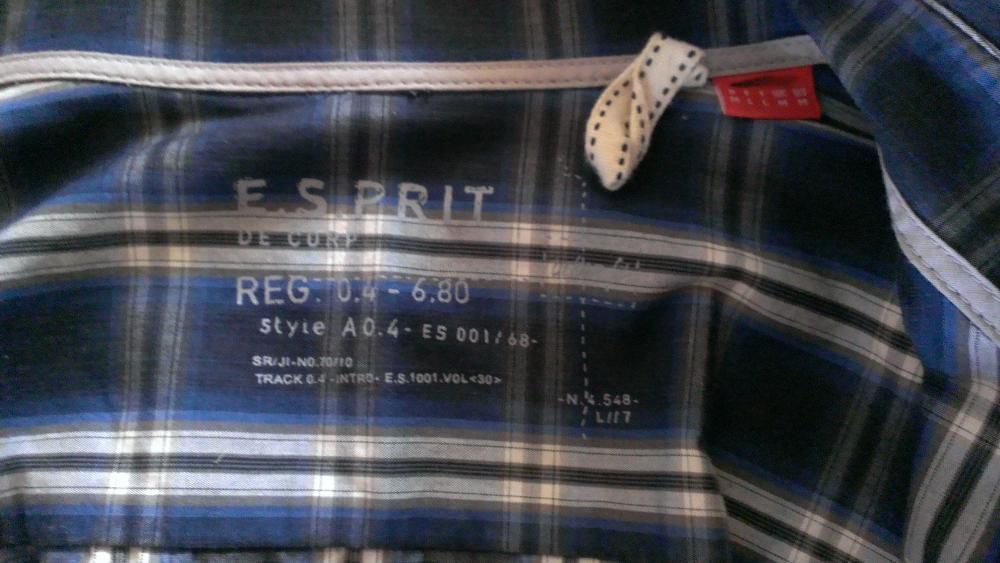 E.S.PRIT
DE CORP
REG. 0.4 - 6.80
style A0.4- ES 001/68-
SR/JI-NO.70/10
TRACK 0.4 -INTRO- E.S.1001.VOL<30>
-N.4.548-
L//7